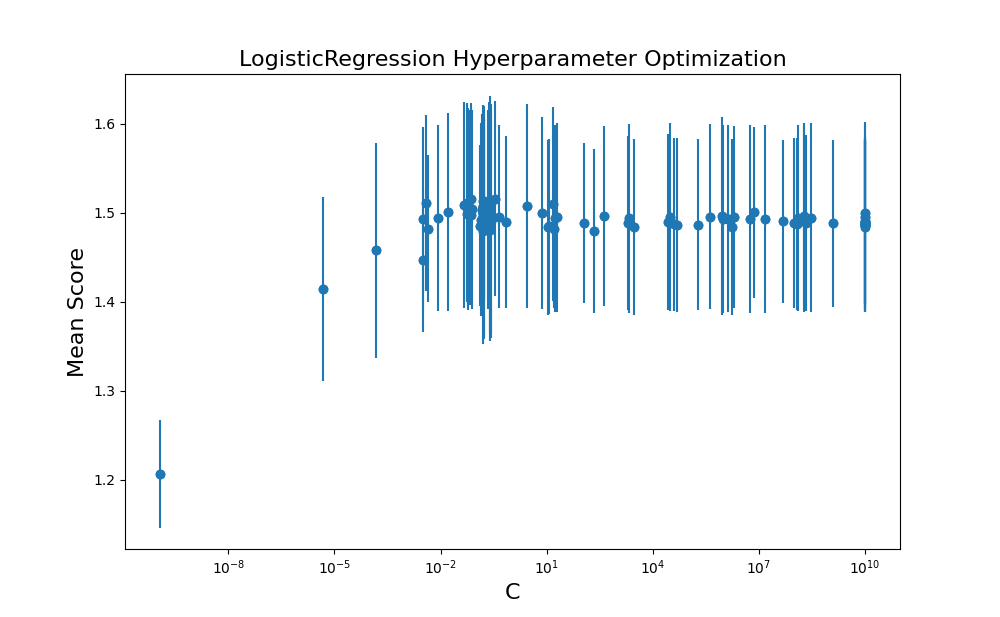 LogisticRegression Hyperparameter Optimization
Mean Score
1.6
1.5
1.4
1.3
1.2
10⁻⁸ 10⁻⁵ 10⁻² 10¹ 10⁴ 10⁷ 10¹⁰
C